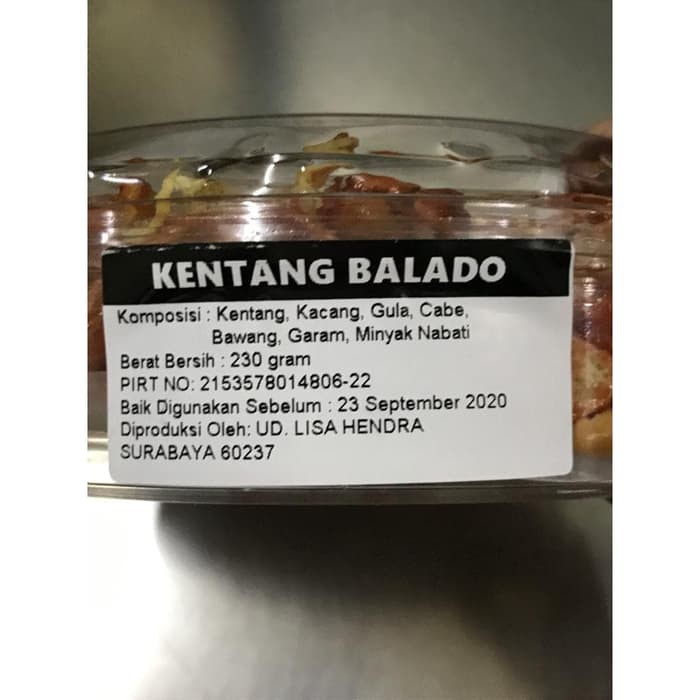 KENTANG BALADO
Komposisi : Kentang, Kacang, Gula, Cabe,
Bawang, Garam, Minyak Nabati
Berat Bersih : 230 gram
PIRT NO: 2153578014806-22
Baik Digunakan Sebelum : 23 September 2020
Diproduksi Oleh: UD. LISA HENDRA
SURABAYA 60237